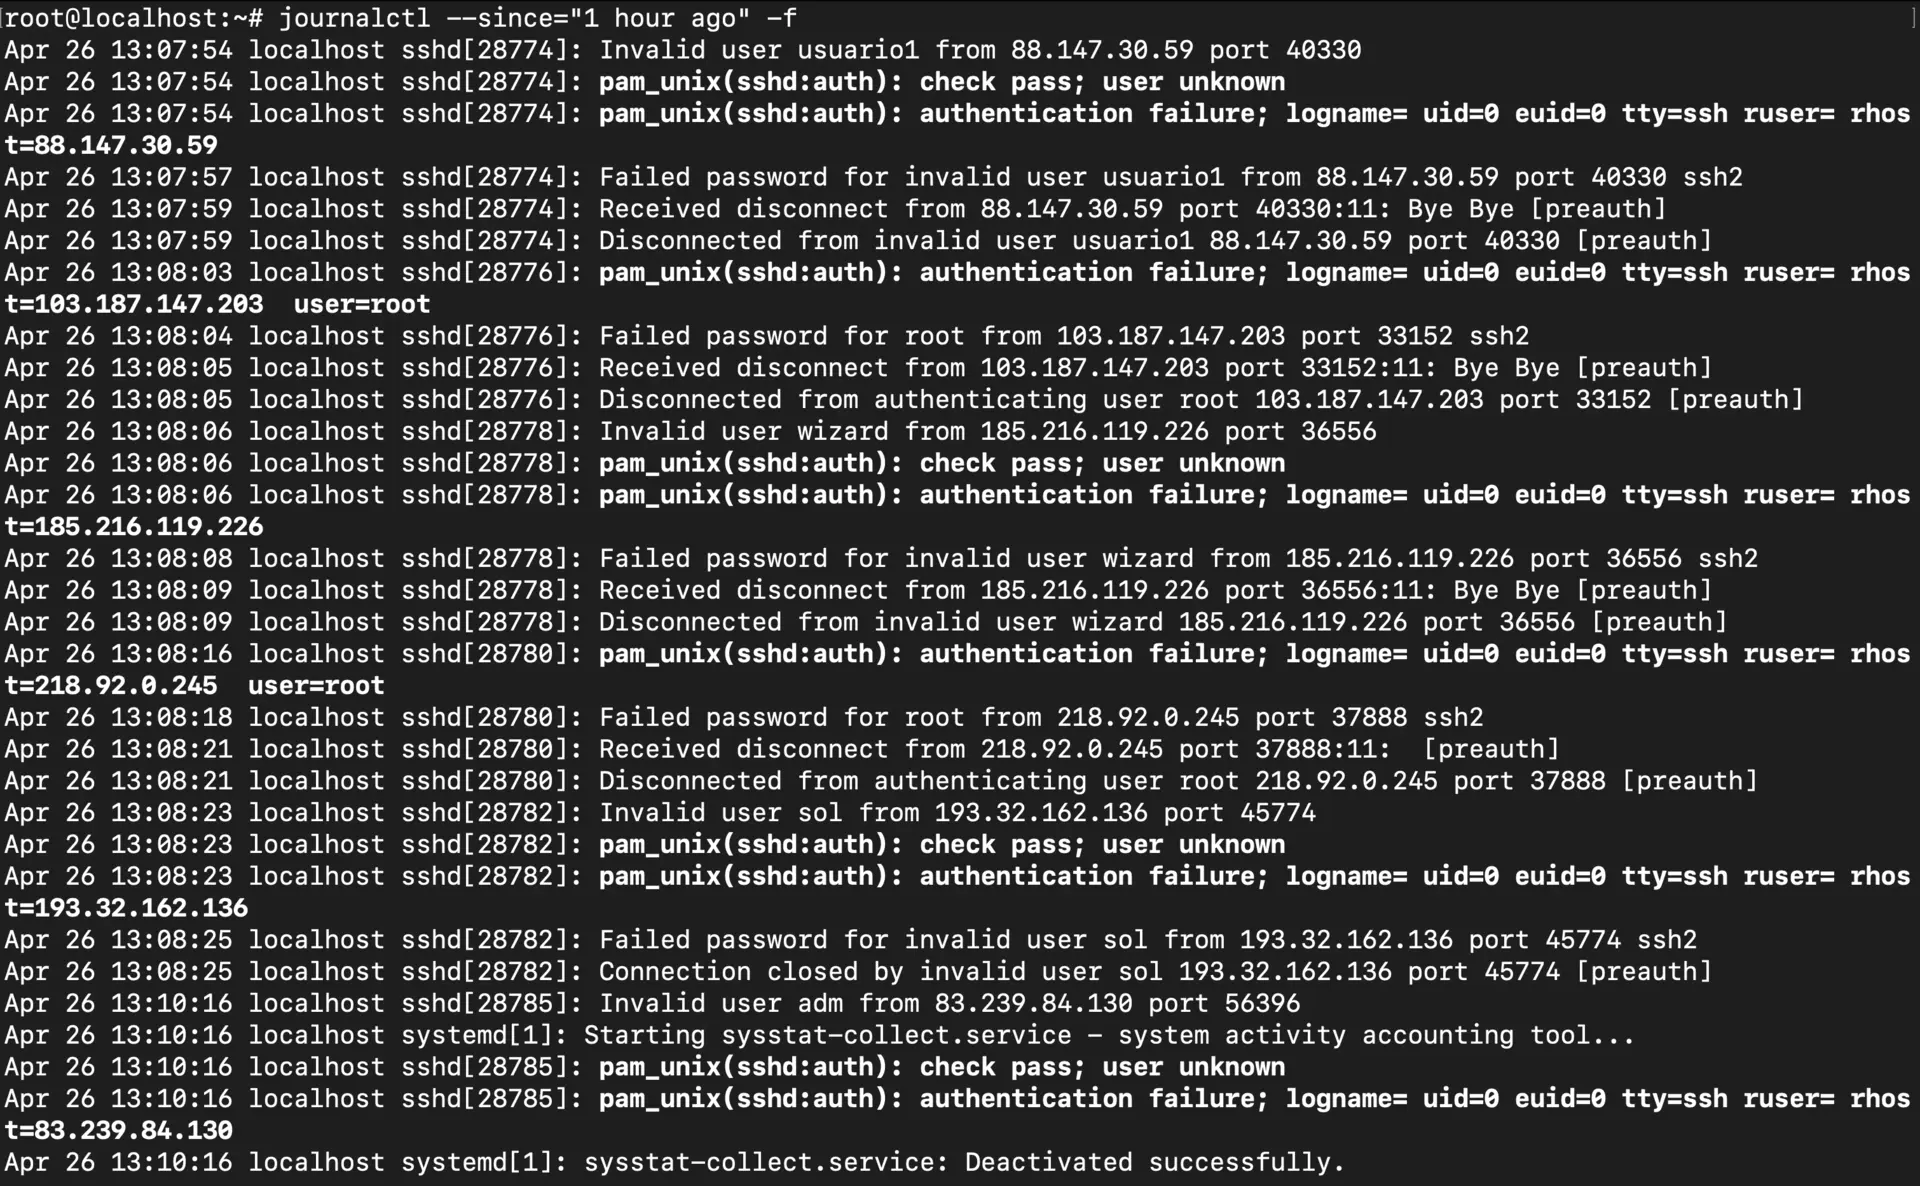 [root@localhost:~# journalctl --since="1 hour ago" -f ]
Apr 26 13:07:54 localhost sshd[28774]: Invalid user usuario1 from 88.147.30.59 port 40330
Apr 26 13:07:54 localhost sshd[28774]: pam_unix(sshd:auth): check pass; user unknown
Apr 26 13:07:54 localhost sshd[28774]: pam_unix(sshd:auth): authentication failure; logname= uid=0 euid=0 tty=ssh ruser= rhos
t=88.147.30.59
Apr 26 13:07:57 localhost sshd[28774]: Failed password for invalid user usuario1 from 88.147.30.59 port 40330 ssh2
Apr 26 13:07:59 localhost sshd[28774]: Received disconnect from 88.147.30.59 port 40330:11: Bye Bye [preauth]
Apr 26 13:07:59 localhost sshd[28774]: Disconnected from invalid user usuario1 88.147.30.59 port 40330 [preauth]
Apr 26 13:08:03 localhost sshd[28776]: pam_unix(sshd:auth): authentication failure; logname= uid=0 euid=0 tty=ssh ruser= rhos
t=103.187.147.203  user=root
Apr 26 13:08:04 localhost sshd[28776]: Failed password for root from 103.187.147.203 port 33152 ssh2
Apr 26 13:08:05 localhost sshd[28776]: Received disconnect from 103.187.147.203 port 33152:11: Bye Bye [preauth]
Apr 26 13:08:05 localhost sshd[28776]: Disconnected from authenticating user root 103.187.147.203 port 33152 [preauth]
Apr 26 13:08:06 localhost sshd[28778]: Invalid user wizard from 185.216.119.226 port 36556
Apr 26 13:08:06 localhost sshd[28778]: pam_unix(sshd:auth): check pass; user unknown
Apr 26 13:08:06 localhost sshd[28778]: pam_unix(sshd:auth): authentication failure; logname= uid=0 euid=0 tty=ssh ruser= rhos
t=185.216.119.226
Apr 26 13:08:08 localhost sshd[28778]: Failed password for invalid user wizard from 185.216.119.226 port 36556 ssh2
Apr 26 13:08:09 localhost sshd[28778]: Received disconnect from 185.216.119.226 port 36556:11: Bye Bye [preauth]
Apr 26 13:08:09 localhost sshd[28778]: Disconnected from invalid user wizard 185.216.119.226 port 36556 [preauth]
Apr 26 13:08:16 localhost sshd[28780]: pam_unix(sshd:auth): authentication failure; logname= uid=0 euid=0 tty=ssh ruser= rhos
t=218.92.0.245  user=root
Apr 26 13:08:18 localhost sshd[28780]: Failed password for root from 218.92.0.245 port 37888 ssh2
Apr 26 13:08:21 localhost sshd[28780]: Received disconnect from 218.92.0.245 port 37888:11:  [preauth]
Apr 26 13:08:21 localhost sshd[28780]: Disconnected from authenticating user root 218.92.0.245 port 37888 [preauth]
Apr 26 13:08:23 localhost sshd[28782]: Invalid user sol from 193.32.162.136 port 45774
Apr 26 13:08:23 localhost sshd[28782]: pam_unix(sshd:auth): check pass; user unknown
Apr 26 13:08:23 localhost sshd[28782]: pam_unix(sshd:auth): authentication failure; logname= uid=0 euid=0 tty=ssh ruser= rhos
t=193.32.162.136
Apr 26 13:08:25 localhost sshd[28782]: Failed password for invalid user sol from 193.32.162.136 port 45774 ssh2
Apr 26 13:08:25 localhost sshd[28782]: Connection closed by invalid user sol 193.32.162.136 port 45774 [preauth]
Apr 26 13:10:16 localhost sshd[28785]: Invalid user adm from 83.239.84.130 port 56396
Apr 26 13:10:16 localhost systemd[1]: Starting sysstat-collect.service - system activity accounting tool...
Apr 26 13:10:16 localhost sshd[28785]: pam_unix(sshd:auth): check pass; user unknown
Apr 26 13:10:16 localhost sshd[28785]: pam_unix(sshd:auth): authentication failure; logname= uid=0 euid=0 tty=ssh ruser= rhos
t=83.239.84.130
Apr 26 13:10:16 localhost systemd[1]: sysstat-collect.service: Deactivated successfully.